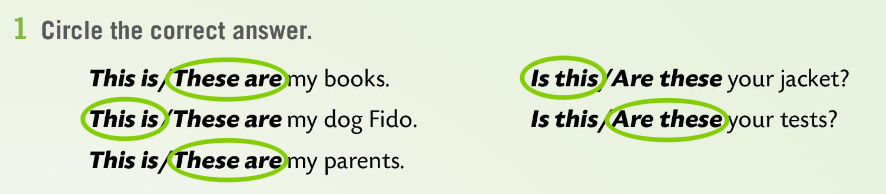 1 Circle the correct answer.
This is/These are my books.
This is/These are my dog Fido.
This is/These are my parents.
Is this/Are these your jacket?
Is this/Are these your tests?